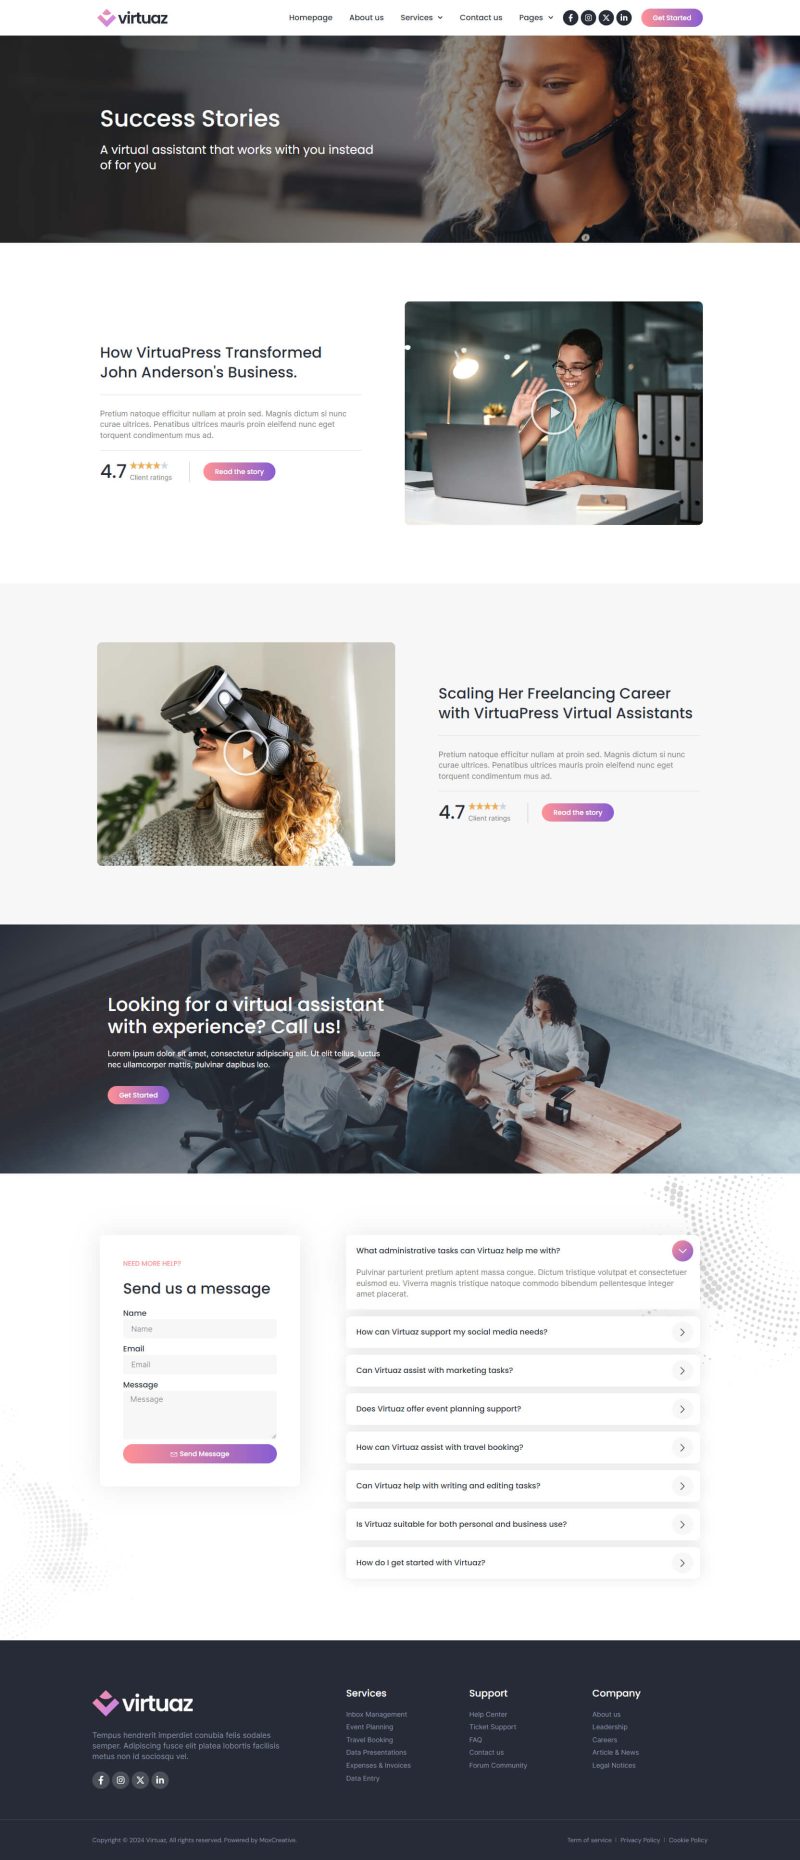 virtuaz
Homepage
About us
Services
Contact us
Pages
Get Started
Success Stories
A virtual assistant that works with you instead
of for you
How VirtuaPress Transformed
John Anderson's Business.
Pretium natoque efficitur nullam at proin sed. Magnis dictum si nunc
curae ultrices. Penatibus ultrices mauris proin eleifend nunc eget
torquent condimentum mus ad.
4.7
Client ratings
Read the story
Scaling Her Freelancing Career
with VirtuaPress Virtual Assistants
Pretium natoque efficitur nullam at proin sed. Magnis dictum si nunc
curae ultrices. Penatibus ultrices mauris proin eleifend nunc eget
torquent condimentum mus ad.
4.7
Client ratings
Read the story
Looking for a virtual assistant
with experience? Call us!
Lorem ipsum dolor sit amet, consectetur adipiscing elit. Ut elit tellus, luctus
nec ullamcorper mattis, pulvinar dapibus leo.
Get Started
NEED MORE HELP?
Send us a message
Name
Name
Email
Email
Message
Message
Send Message
What administrative tasks can Virtuaz help me with?
Pulvinar parturient pretium aptent massa congue. Dictum tristique volutpat et consectetuer
euismod eu. Viverra magnis tristique natoque commodo bibendum pellentesque integer
amet placerat.
How can Virtuaz support my social media needs?
Can Virtuaz assist with marketing tasks?
Does Virtuaz offer event planning support?
How can Virtuaz assist with travel booking?
Can Virtuaz help with writing and editing tasks?
Is Virtuaz suitable for both personal and business use?
How do I get started with Virtuaz?
virtuaz
Tempus hendrerit imperdiet conubia felis sodales
semper. Adipiscing fusce elit platea lobortis facilisis
metus non id sociosqu vel.
Services
Inbox Management
Event Planning
Travel Booking
Data Presentations
Expenses & Invoices
Data Entry
Support
Help Center
Ticket Support
FAQ
Contact us
Forum Community
Company
About us
Leadership
Careers
Article & News
Legal Notices
Copyright © 2024 Virtuaz, All rights reserved. Powered by MoxCreative.
Term of service | Privacy Policy | Cookie Policy